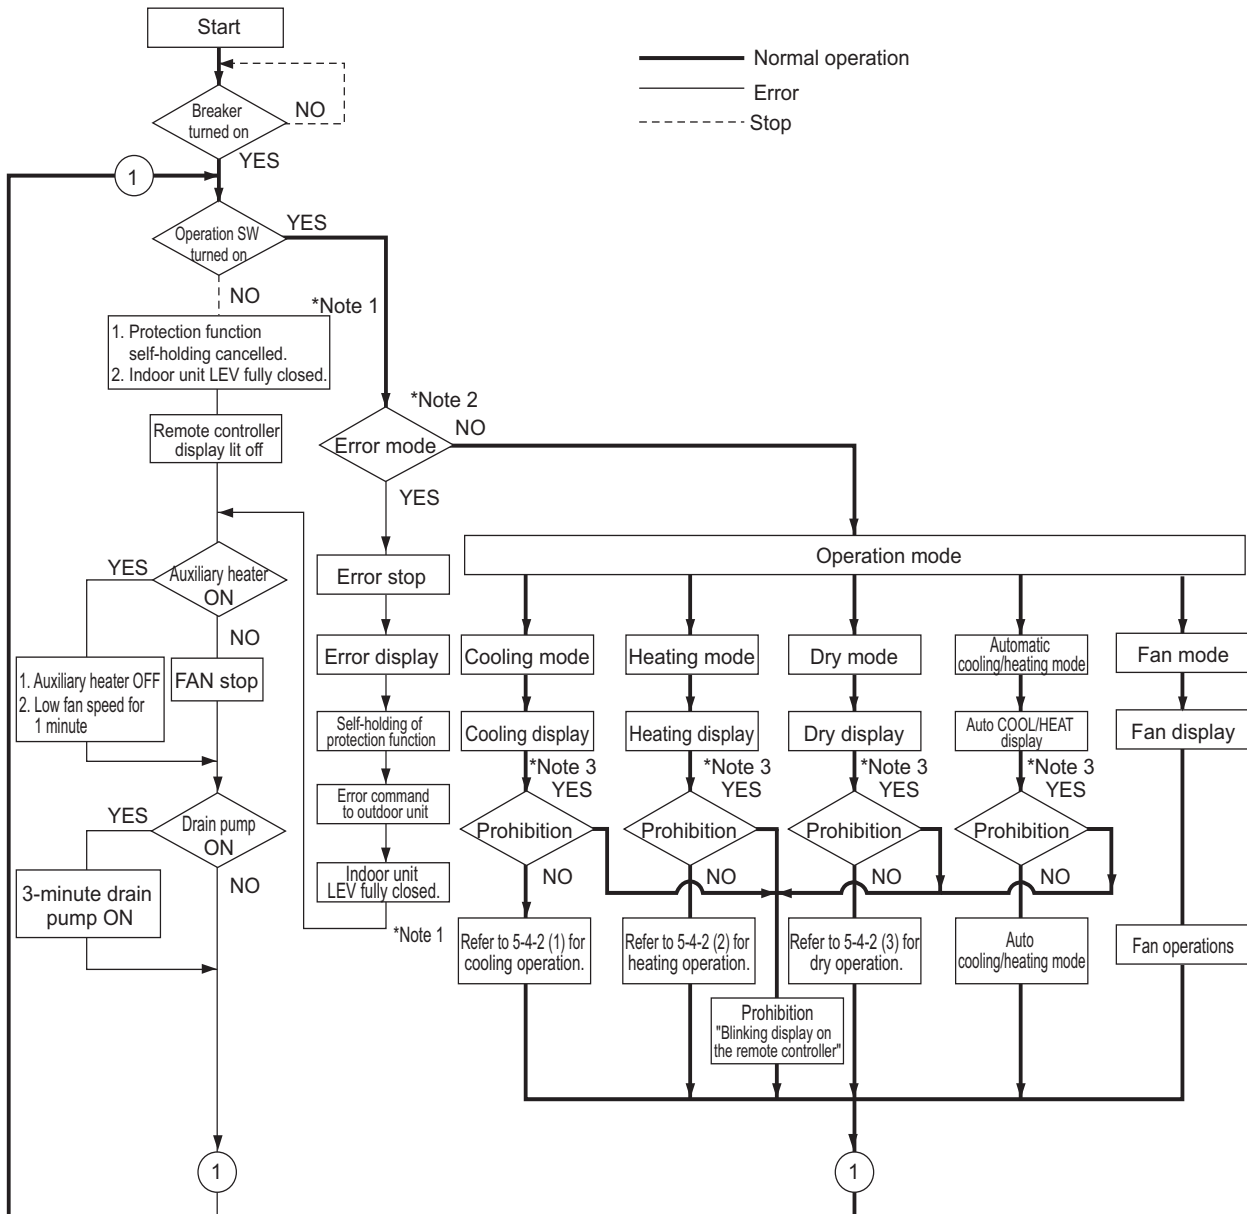 Start
Normal operation
Error
Stop
Breaker
turned on
NO
YES
1
Operation SW
turned on
YES
NO
*Note 1
1. Protection function
self-holding cancelled.
2. Indoor unit LEV fully closed.
Remote controller
display lit off
*Note 2
Error mode
NO
YES
Auxiliary heater
ON
YES
NO
1. Auxiliary heater OFF
2. Low fan speed for
1 minute
FAN stop
Drain pump
ON
YES
NO
3-minute drain
pump ON
Error stop
Error display
Self-holding of
protection function
Error command
to outdoor unit
Indoor unit
LEV fully closed.
*Note 1
Operation mode
Cooling mode
Heating mode
Dry mode
Automatic
cooling/heating mode
Fan mode
Cooling display
Heating display
Dry display
Auto COOL/HEAT
display
Fan display
*Note 3
YES
*Note 3
YES
*Note 3
YES
*Note 3
YES
Prohibition
Prohibition
Prohibition
Prohibition
NO
NO
NO
NO
Refer to 5-4-2 (1) for
cooling operation.
Refer to 5-4-2 (2) for
heating operation.
Refer to 5-4-2 (3) for
dry operation.
Auto
cooling/heating mode
Fan operations
Prohibition
"Blinking display on
the remote controller"
1
1